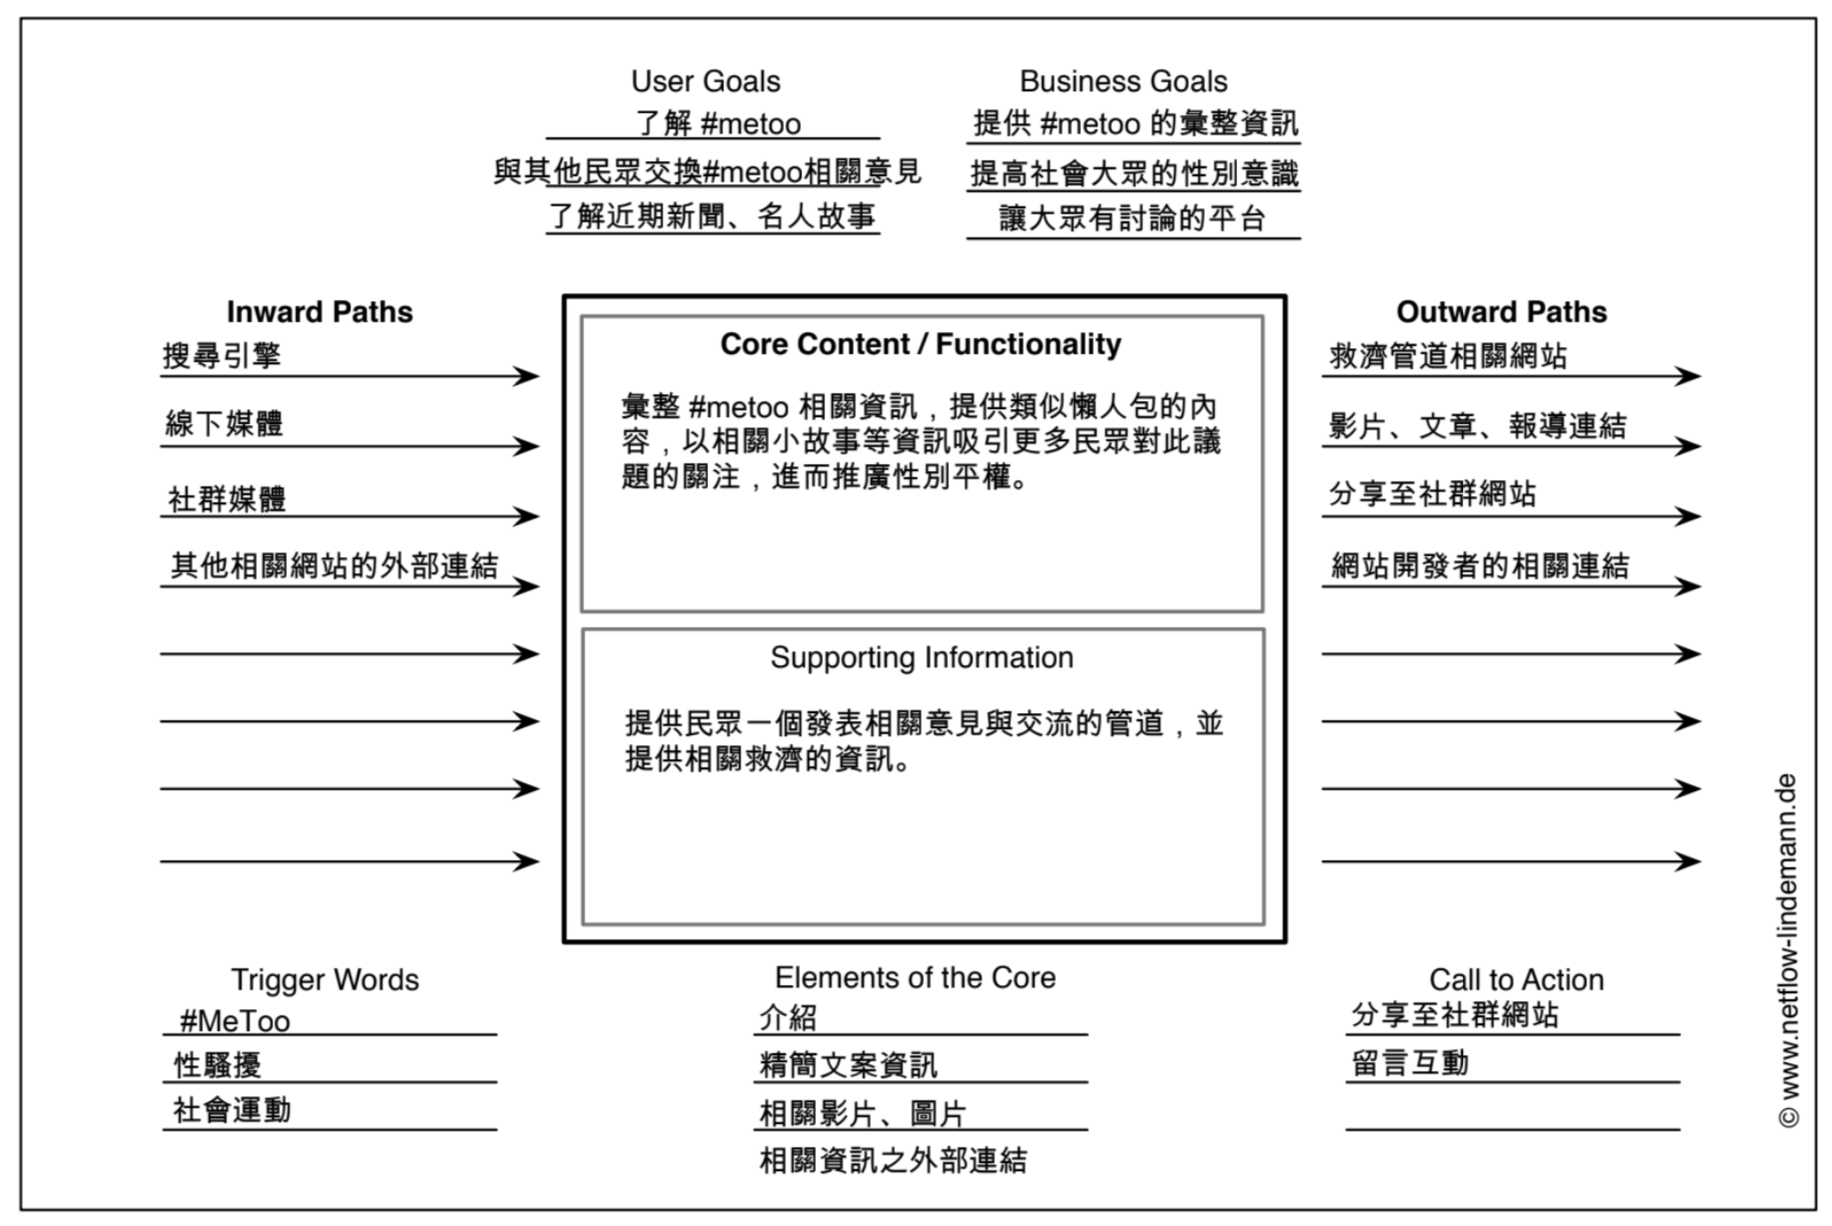 User Goals
了解 #metoo
與其他民眾交換#metoo相關意見
了解近期新聞、名人故事
Business Goals
提供 #metoo 的彙整資訊
提高社會大眾的性別意識
讓大眾有討論的平台
Inward Paths
搜尋引擎
線下媒體
社群媒體
其他相關網站的外部連結
Core Content / Functionality
彙整 #metoo 相關資訊，提供類似懶人包的內
容，以相關小故事等資訊吸引更多民眾對此議
題的關注，進而推廣性別平權。
Supporting Information
提供民眾一個發表相關意見與交流的管道，並
提供相關救濟的資訊。
Outward Paths
救濟管道相關網站
影片、文章、報導連結
分享至社群網站
網站開發者的相關連結
Trigger Words
#MeToo
性騷擾
社會運動
Elements of the Core
介紹
精簡文案資訊
相關影片、圖片
相關資訊之外部連結
Call to Action
分享至社群網站
留言互動
© www.netflow-lindemann.de